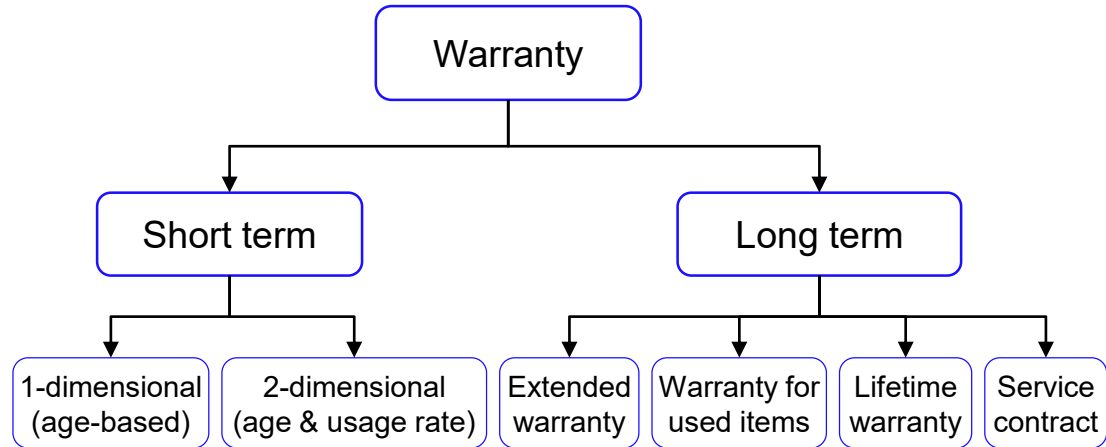 Warranty
Short term
Long term
1-dimensional
(age-based)
2-dimensional
(age & usage rate)
Extended
warranty
Warranty for
used items
Lifetime
warranty
Service
contract